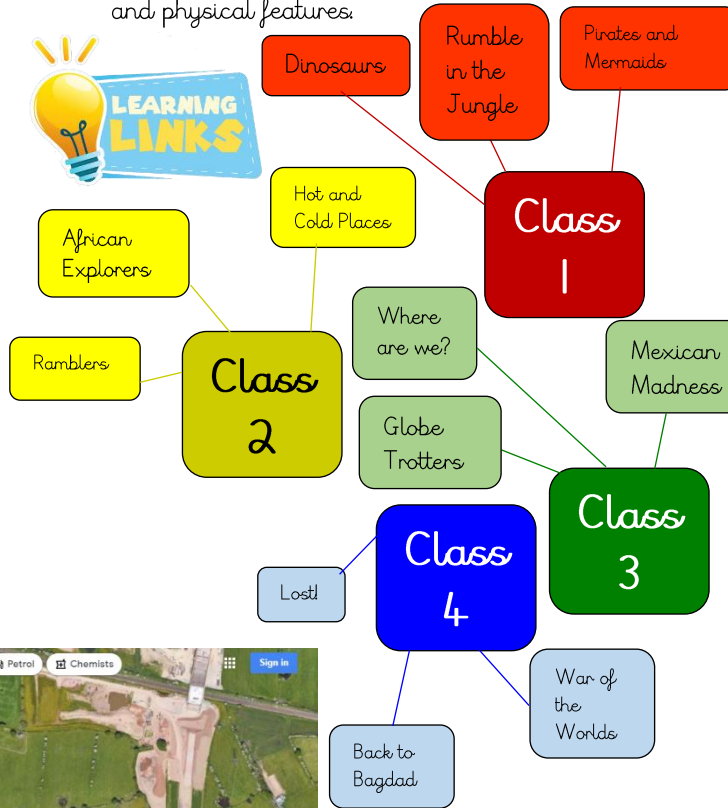 and physical features.
Dinosaurs
Rumble
in the
Jungle
Pirates and
Mermaids
LEARNING
LINKS
Class
1
Hot and
Cold Places
African
Explorers
Ramblers
Class
2
Where
are we?
Mexican
Madness
Globe
Trotters
Class
3
Class
4
Lost!
War of
the
Worlds
Back to
Bagdad
Petrol
Chemists
Sign in